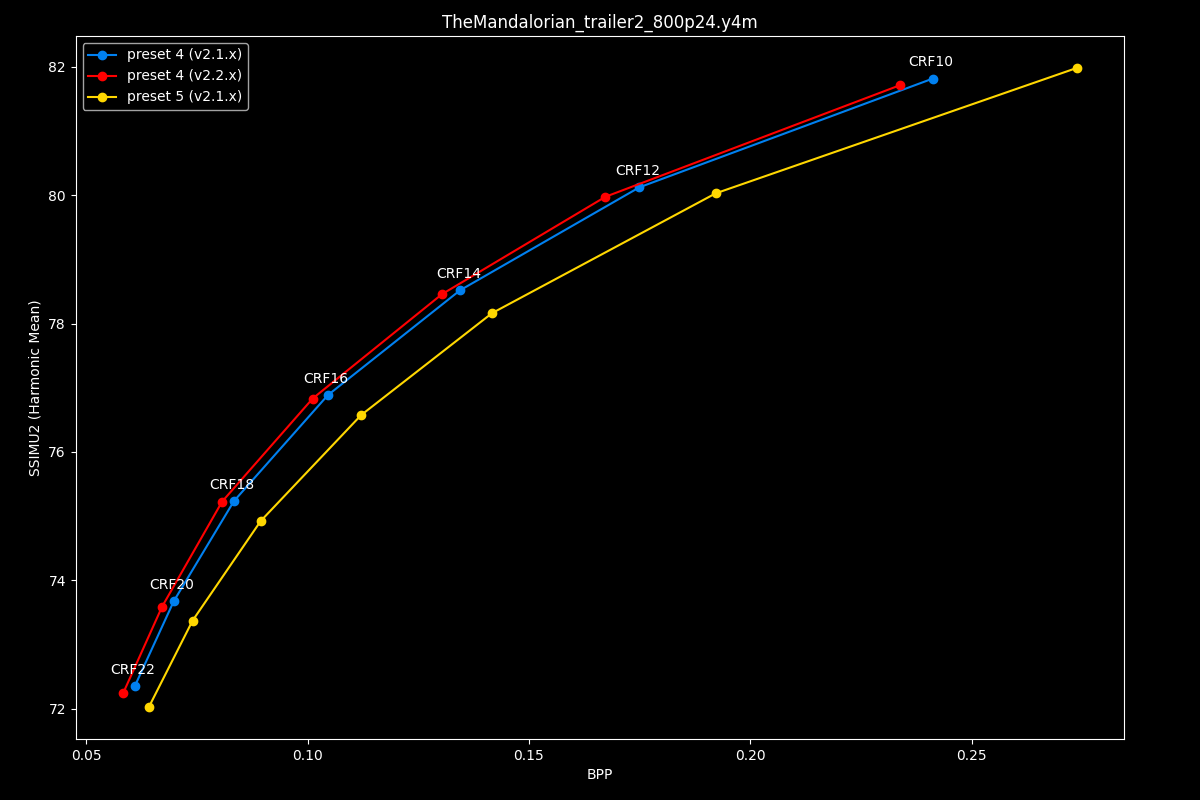 TheMandalorian_trailer2_800p24.y4m
preset 4 (v2.1.x)
preset 4 (v2.2.x)
preset 5 (v2.1.x)
CRF10
CRF12
CRF14
CRF16
CRF18
CRF20
CRF22
82
80
78
76
74
72
SSIMU2 (Harmonic Mean)
0.05 0.10 0.15 0.20 0.25
BPP